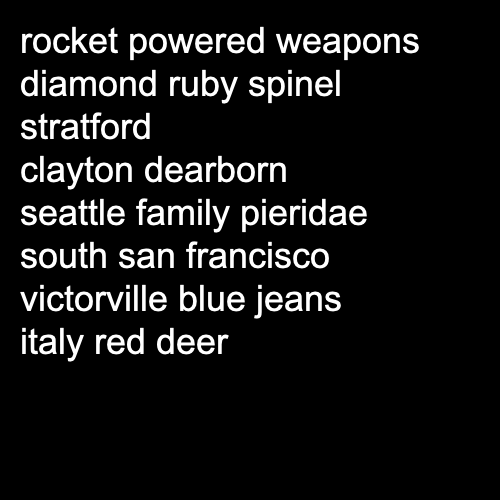 rocket powered weapons
diamond ruby spinel
stratford
clayton dearborn
seattle family pieridae
south san francisco
victorville blue jeans
italy red deer